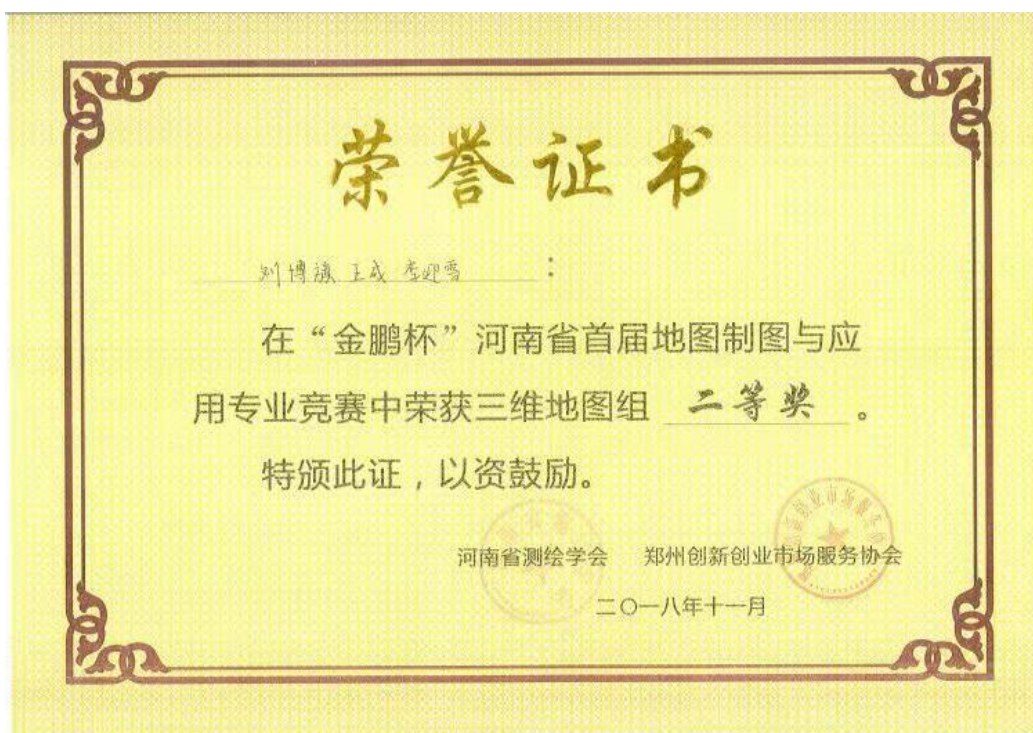 荣誉证书
刘博 王成 李迎雪：
在“金鹏杯”河南省首届地图制图与应
用专业竞赛中荣获三维地图组 二等奖 。
特颁此证，以资鼓励。
河南省测绘学会 郑州创新创业市场服务协会
二〇一八年十一月